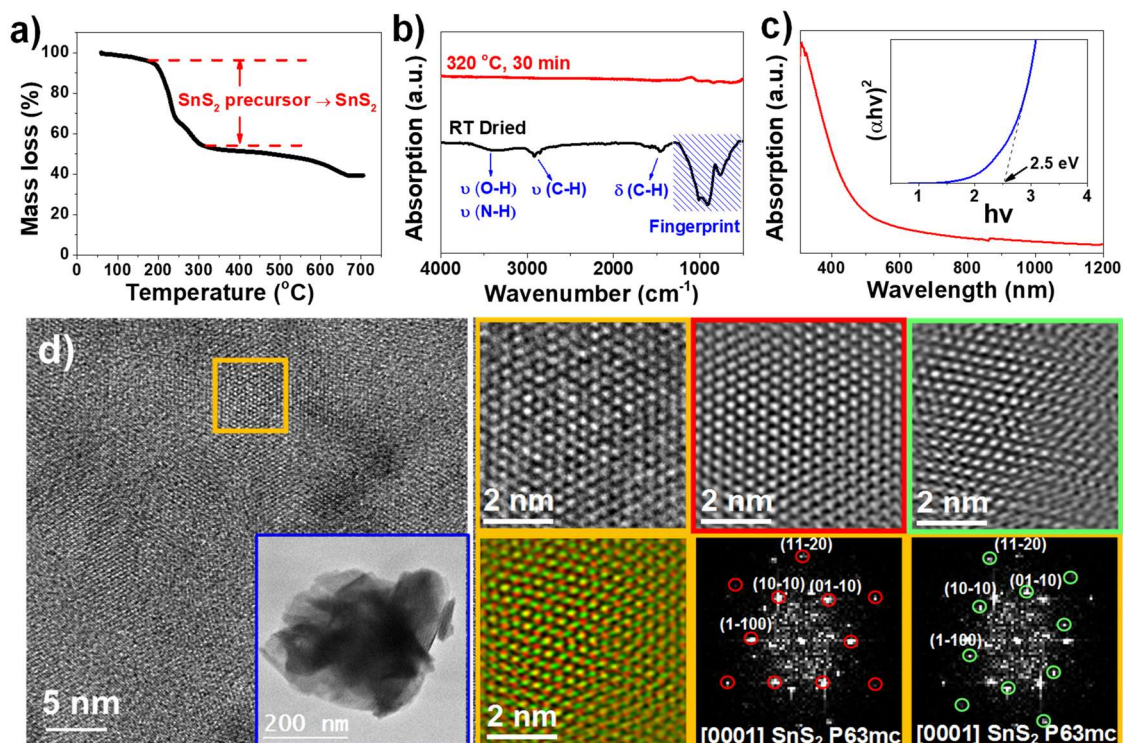 a)
Mass loss (%)
100
80
60
40
20
0
SnS₂ precursor → SnS₂
0 100 200 300 400 500 600 700
Temperature (°C)
b)
Absorption (a.u.)
320 °C, 30 min
RT Dried
υ (O-H)
υ (N-H)
υ (C-H)
δ (C-H)
Fingerprint
4000 3000 2000 1000
Wavenumber (cm⁻¹)
c)
Absorption (a.u.)
(αhv)²
2.5 eV
1 2 3 4
hv
400 600 800 1000 1200
Wavelength (nm)
d)
5 nm
200 nm
2 nm
2 nm
2 nm
2 nm
(11-20)
(10-10)
(01-10)
(1-100)
[0001] SnS₂ P63mc
(11-20)
(10-10)
(01-10)
(1-100)
[0001] SnS₂ P63mc